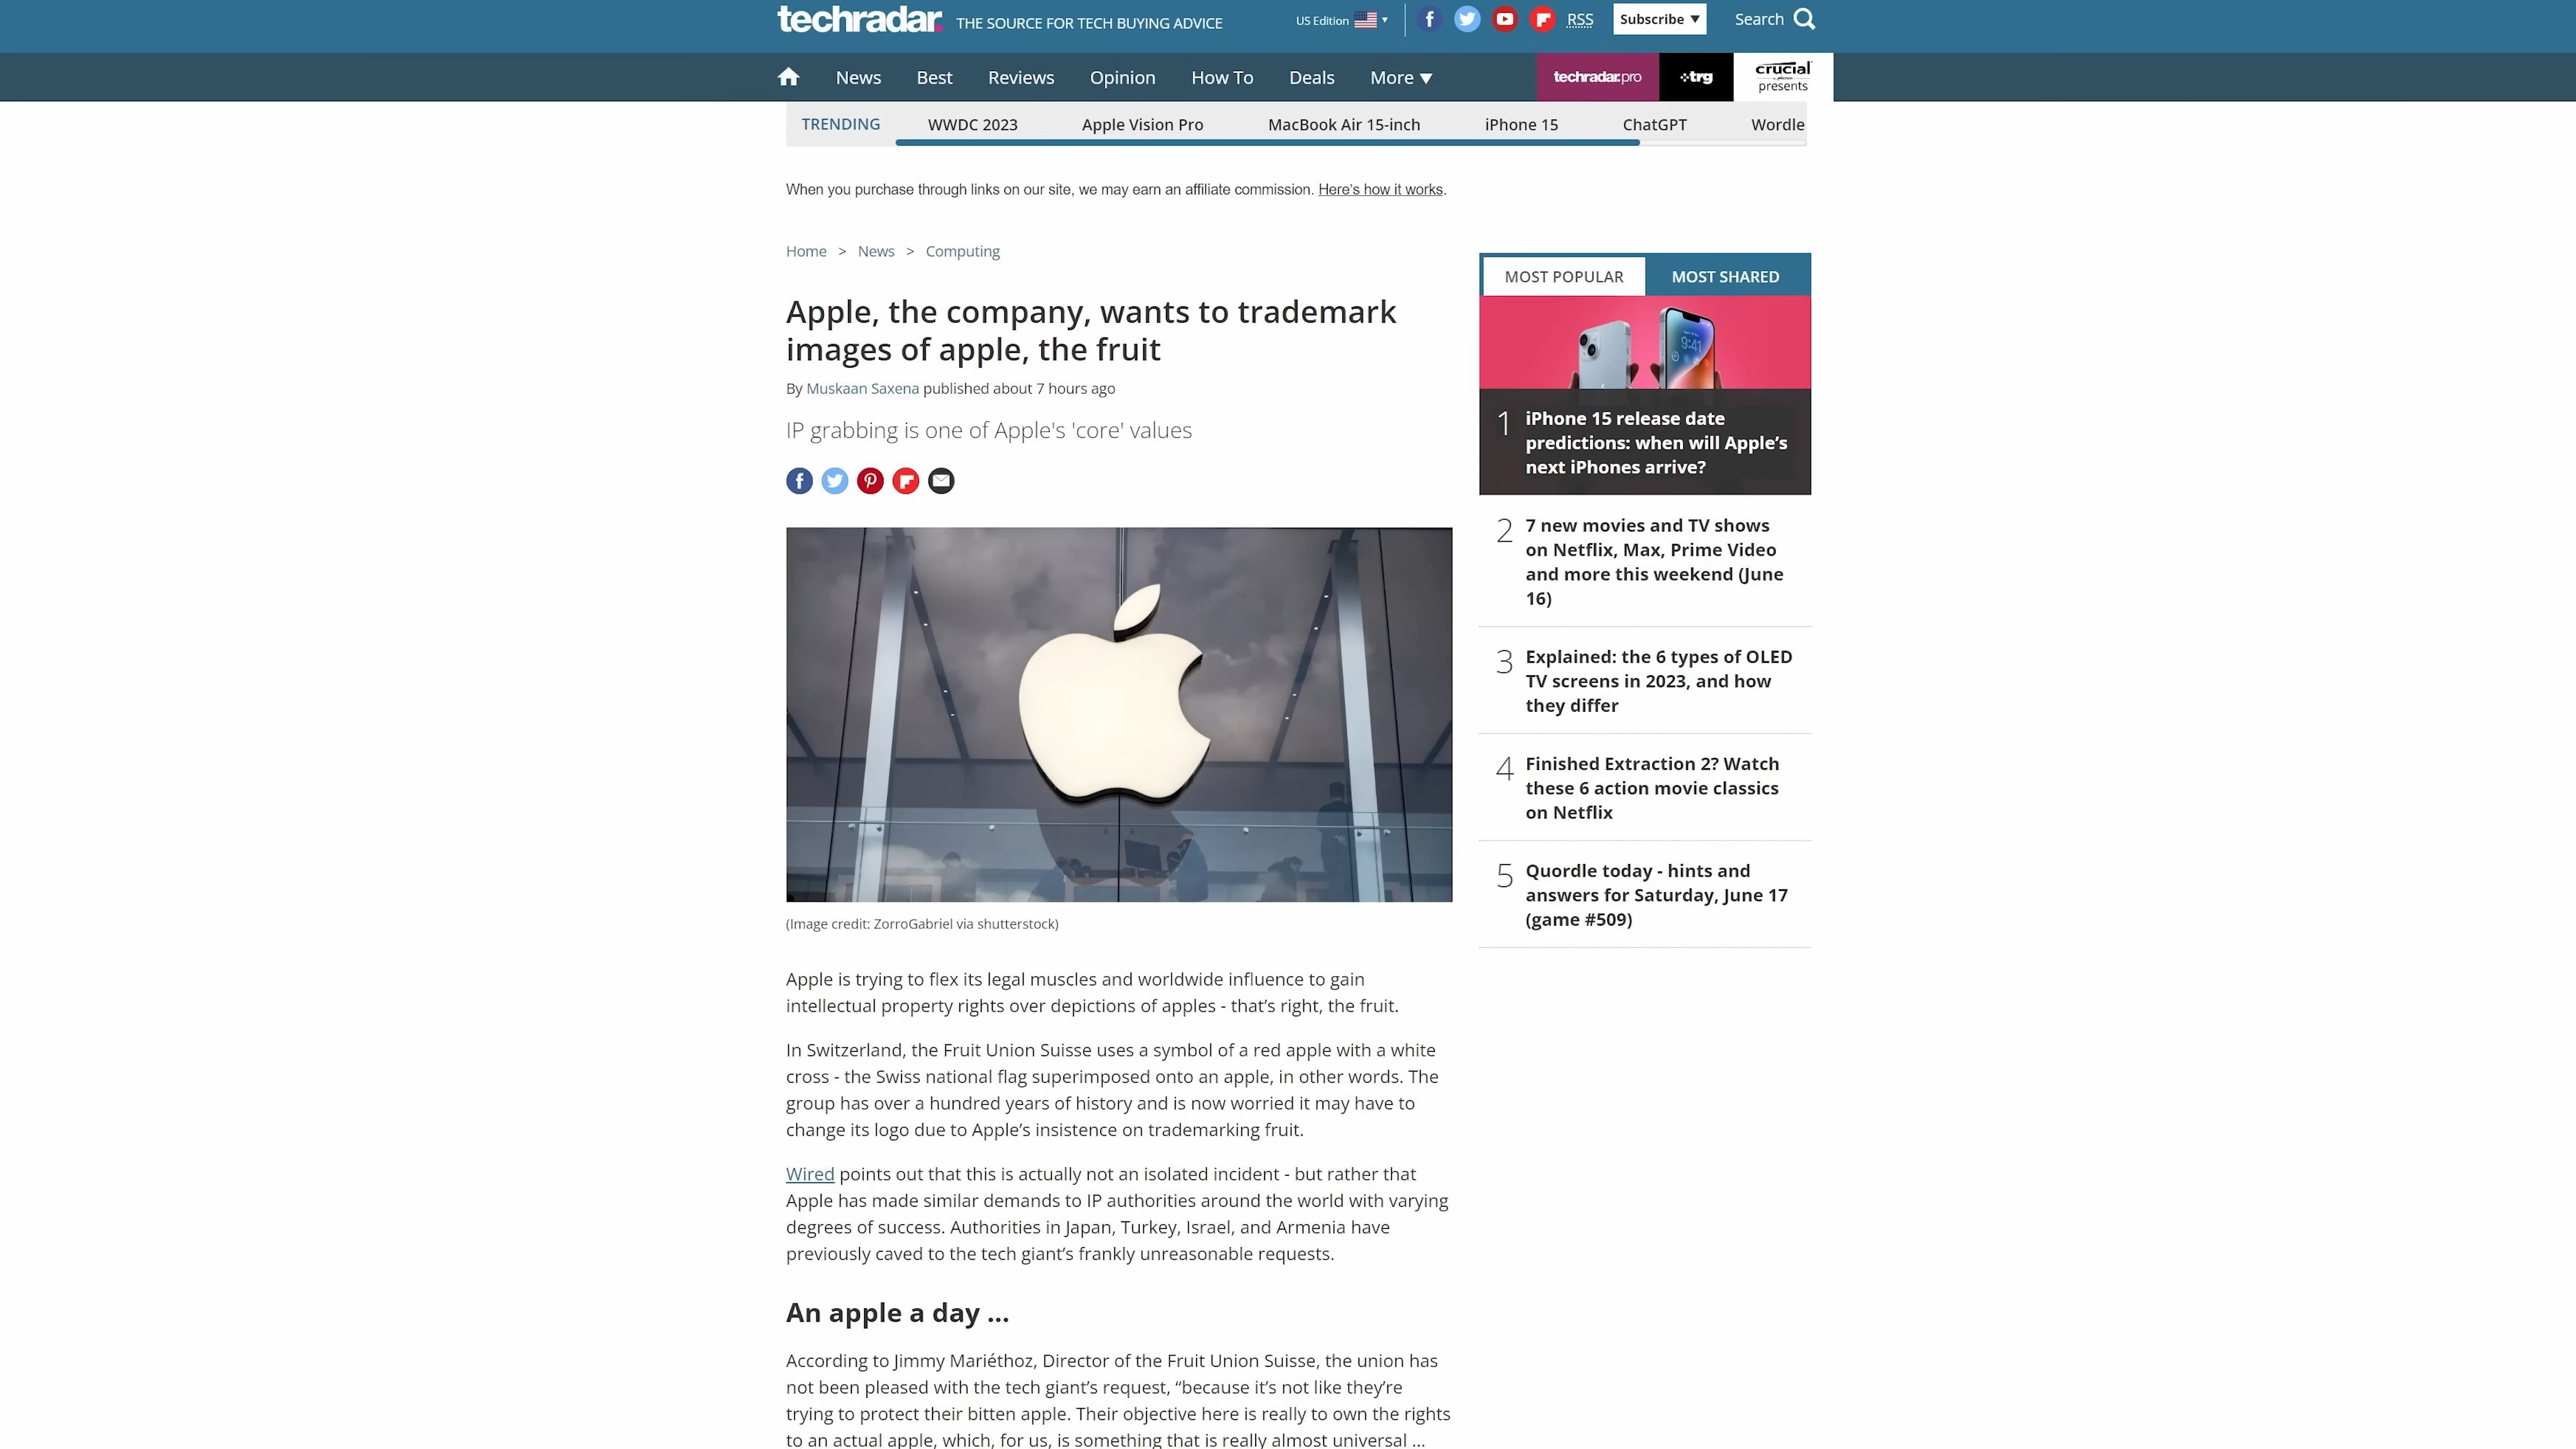 techradar. THE SOURCE FOR TECH BUYING ADVICE
US Edition
RSS
Subscribe ▼
Search
News
Best
Reviews
Opinion
How To
Deals
More ▼
techradar.pro
trg
crucial
presents
TRENDING
WWDC 2023
Apple Vision Pro
MacBook Air 15-inch
iPhone 15
ChatGPT
Wordle
When you purchase through links on our site, we may earn an affiliate commission. Here's how it works.
Home > News > Computing
Apple, the company, wants to trademark
images of apple, the fruit
By Muskaan Saxena published about 7 hours ago
IP grabbing is one of Apple's 'core' values
(Image credit: ZorroGabriel via shutterstock)
Apple is trying to flex its legal muscles and worldwide influence to gain
intellectual property rights over depictions of apples - that's right, the fruit.
In Switzerland, the Fruit Union Suisse uses a symbol of a red apple with a white
cross - the Swiss national flag superimposed onto an apple, in other words. The
group has over a hundred years of history and is now worried it may have to
change its logo due to Apple's insistence on trademarking fruit.
Wired points out that this is actually not an isolated incident - but rather that
Apple has made similar demands to IP authorities around the world with varying
degrees of success. Authorities in Japan, Turkey, Israel, and Armenia have
previously caved to the tech giant's frankly unreasonable requests.
An apple a day ...
According to Jimmy Mariéthoz, Director of the Fruit Union Suisse, the union has
not been pleased with the tech giant's request, “because it's not like they're
trying to protect their bitten apple. Their objective here is really to own the rights
to an actual apple, which, for us, is something that is really almost universal ...
MOST POPULAR
MOST SHARED
9:41
1
iPhone 15 release date
predictions: when will Apple's
next iPhones arrive?
2
7 new movies and TV shows
on Netflix, Max, Prime Video
and more this weekend (June
16)
3
Explained: the 6 types of OLED
TV screens in 2023, and how
they differ
4
Finished Extraction 2? Watch
these 6 action movie classics
on Netflix
5
Quordle today - hints and
answers for Saturday, June 17
(game #509)